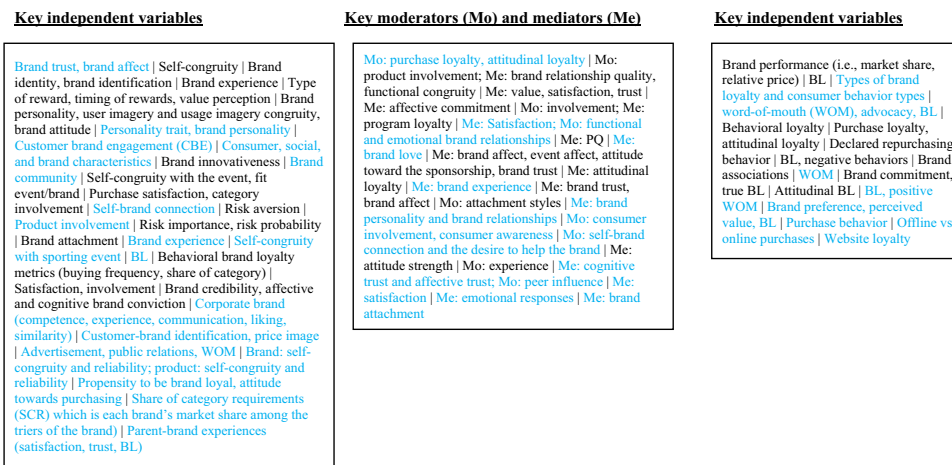 Key independent variables
Brand trust, brand affect | Self-congruity | Brand
identity, brand identification | Brand experience | Type
of reward, timing of rewards, value perception | Brand
personality, user imagery and usage imagery congruity,
brand attitude | Personality trait, brand personality |
Customer brand engagement (CBE) | Consumer, social,
and brand characteristics | Brand innovativeness | Brand
community | Self-congruity with the event, fit
event/brand | Purchase satisfaction, category
involvement | Self-brand connection | Risk aversion |
Product involvement | Risk importance, risk probability
| Brand attachment | Brand experience | Self-congruity
with sporting event | BL | Behavioral brand loyalty
metrics (buying frequency, share of category) |
Satisfaction, involvement | Brand credibility, affective
and cognitive brand conviction | Corporate brand
(competence, experience, communication, liking,
similarity) | Customer-brand identification, price image
| Advertisement, public relations, WOM | Brand: self-
congruity and reliability; product: self-congruity and
reliability | Propensity to be brand loyal, attitude
towards purchasing | Share of category requirements
(SCR) which is each brand's market share among the
triers of the brand) | Parent-brand experiences
(satisfaction, trust, BL)
Key moderators (Mo) and mediators (Me)
Mo: purchase loyalty, attitudinal loyalty | Mo:
product involvement; Me: brand relationship quality,
functional congruity | Me: value, satisfaction, trust |
Me: affective commitment | Mo: involvement; Me:
program loyalty | Me: Satisfaction; Mo: functional
and emotional brand relationships | Me: PQ | Me:
brand love | Me: brand affect, event affect, attitude
toward the sponsorship, brand trust | Me: attitudinal
loyalty | Me: brand experience | Me: brand trust,
brand affect | Mo: attachment styles | Me: brand
personality and brand relationships | Mo: consumer
involvement, consumer awareness | Mo: self-brand
connection and the desire to help the brand | Me:
attitude strength | Mo: experience | Me: cognitive
trust and affective trust; Mo: peer influence | Me:
satisfaction | Me: emotional responses | Me: brand
attachment
Key independent variables
Brand performance (i.e., market share,
relative price) | BL | Types of brand
loyalty and consumer behavior types |
word-of-mouth (WOM), advocacy, BL |
Behavioral loyalty | Purchase loyalty,
attitudinal loyalty | Declared repurchasing
behavior | BL, negative behaviors | Brand
associations | WOM | Brand commitment,
true BL | Attitudinal BL | BL, positive
WOM | Brand preference, perceived
value, BL | Purchase behavior | Offline vs
online purchases | Website loyalty